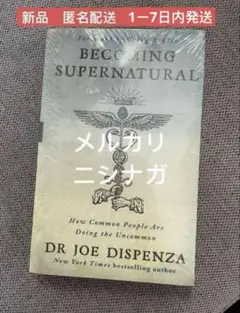 新品　匿名配送　1ー7日内発送
BECOMING
SUPERNATURAL
メルカリ
ニシナガ
How Common People Are
Doing the Uncommon
DR JOE DISPENZA
New York Times bestselling author